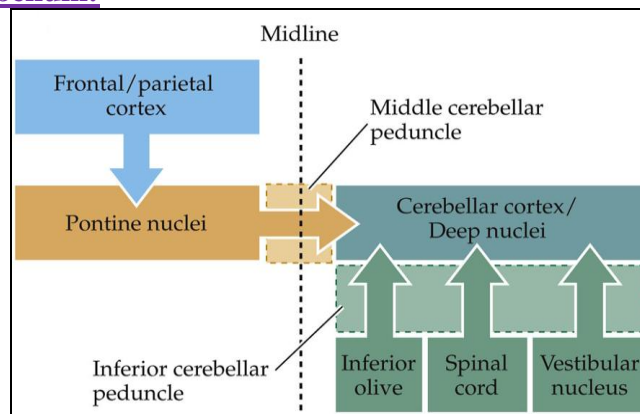 Midline
Frontal/parietal
cortex
Middle cerebellar
peduncle
Pontine nuclei
Cerebellar cortex/
Deep nuclei
Inferior cerebellar
peduncle
Inferior
olive
Spinal
cord
Vestibular
nucleus